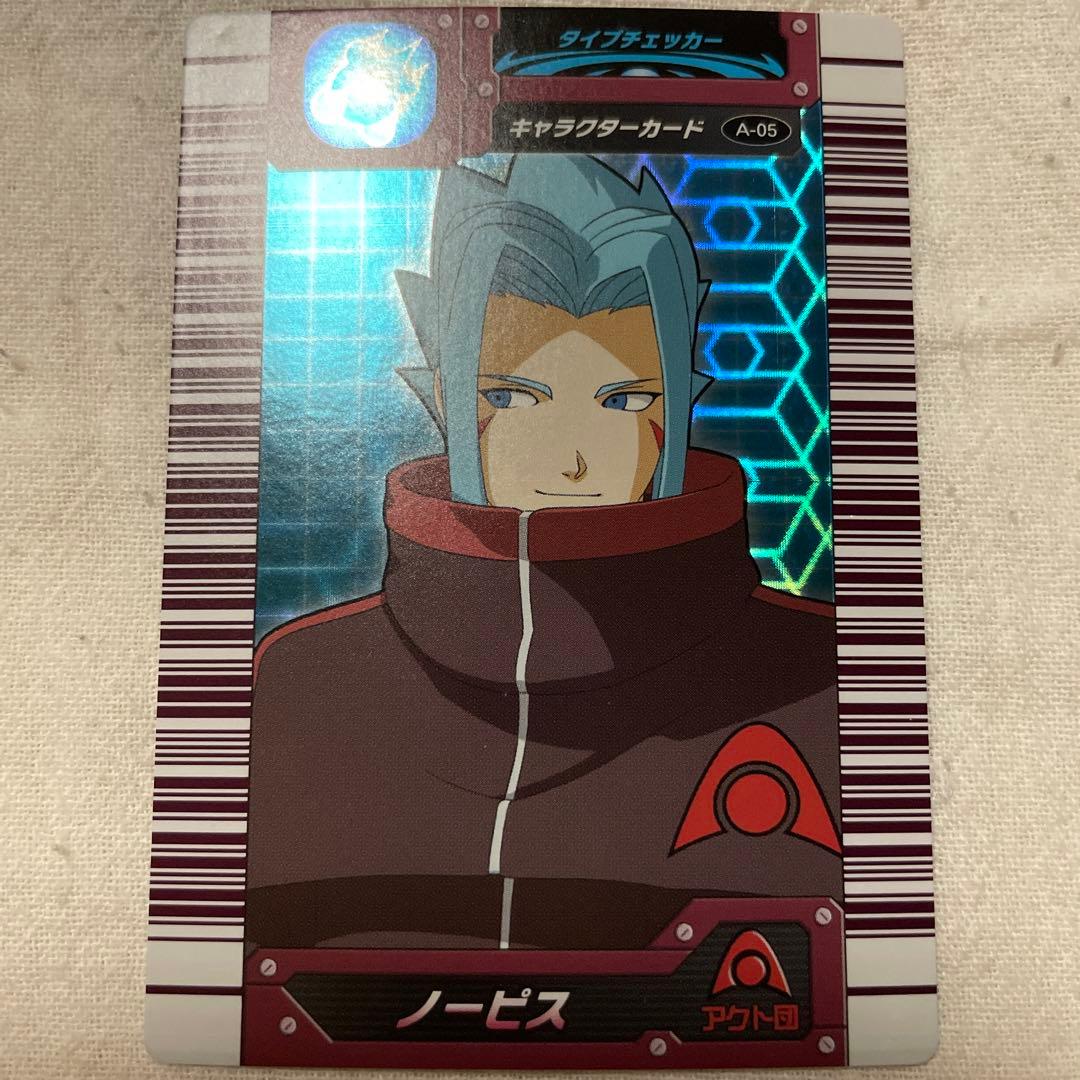 タイプチェッカー
キャラクターカード A-05
ノーピス
アクト団